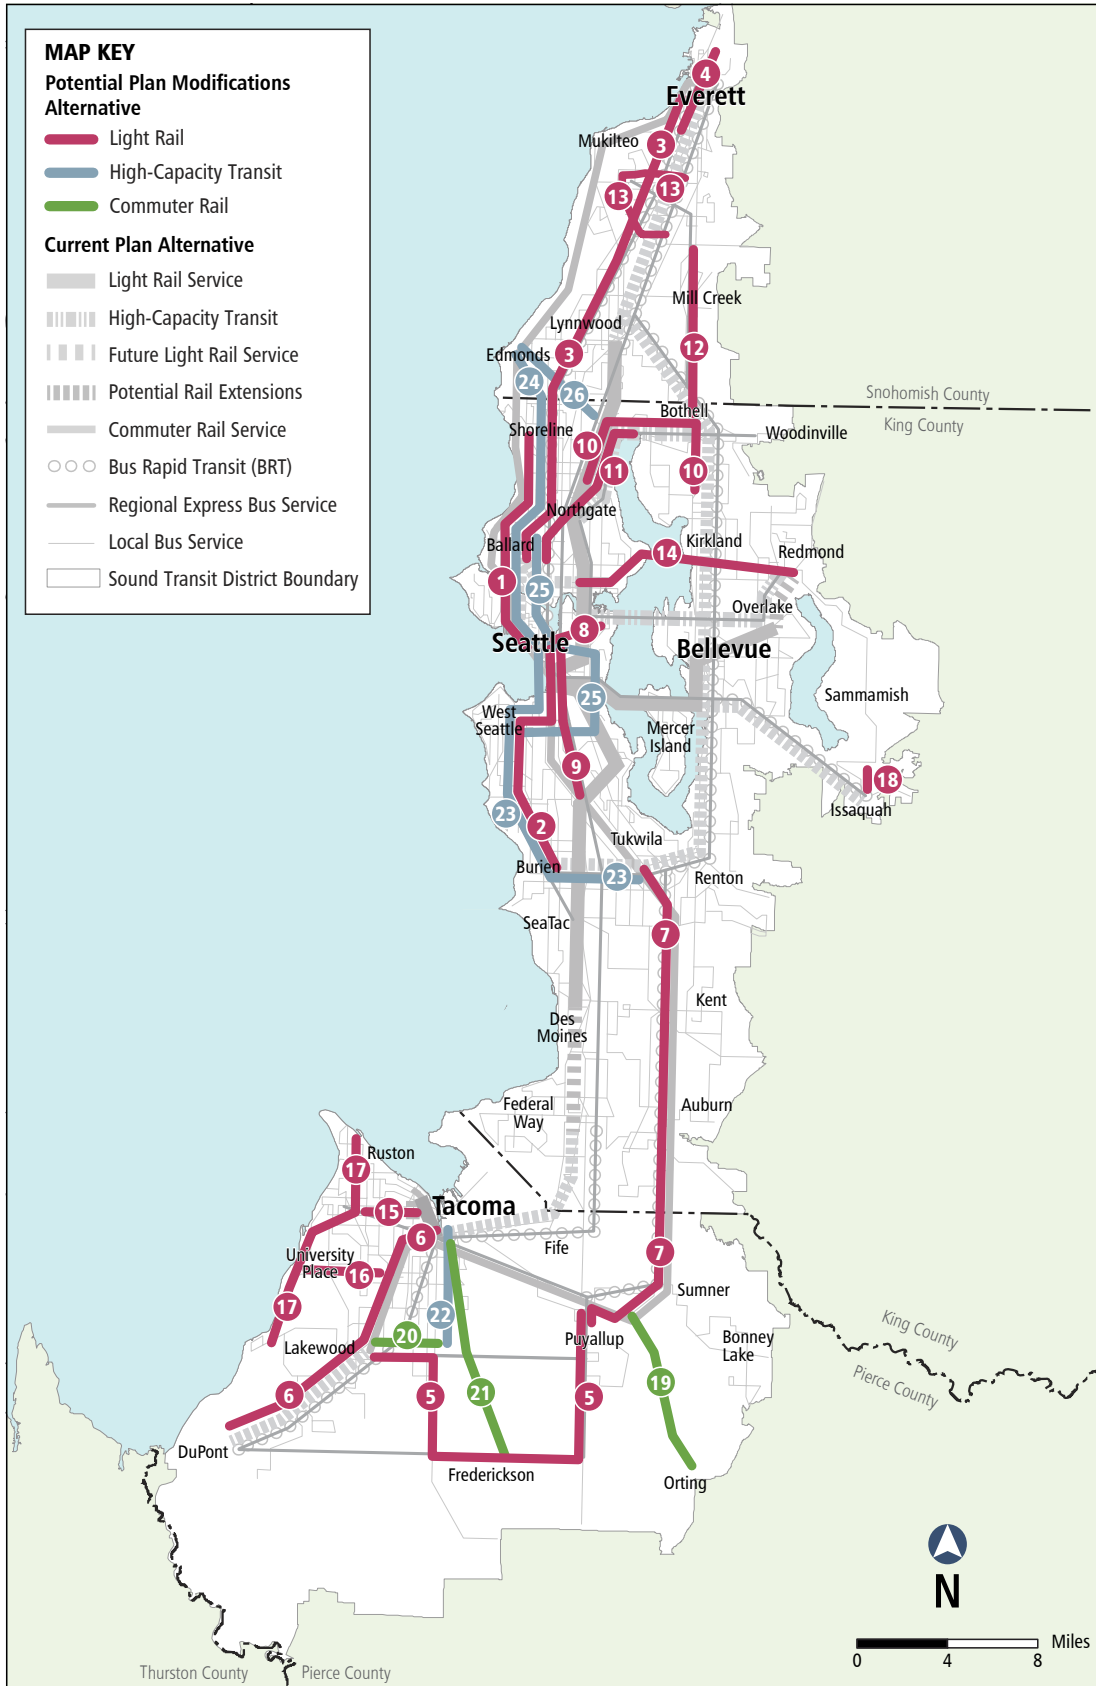 MAP KEY
Potential Plan Modifications
Alternative
Light Rail
High-Capacity Transit
Commuter Rail
Current Plan Alternative
Light Rail Service
High-Capacity Transit
Future Light Rail Service
Potential Rail Extensions
Commuter Rail Service
Bus Rapid Transit (BRT)
Regional Express Bus Service
Local Bus Service
Sound Transit District Boundary
4
Everett
Mukilteo
3
13
13
Mill Creek
Lynnwood
12
3
Edmonds
24
26
Snohomish County
King County
Bothell
Shoreline
Woodinville
10
11
10
Northgate
Ballard
Kirkland
Redmond
14
1
25
Overlake
8
Seattle
Bellevue
25
Sammamish
West
Seattle
Mercer
Island
9
18
Issaquah
23
2
Tukwila
Burien
23
Renton
SeaTac
7
Kent
Des
Moines
Federal
Way
Auburn
Ruston
17
15
Tacoma
6
Fife
7
University
Place
16
Sumner
17
22
20
Lakewood
Puyallup
Bonney
Lake
King County
Pierce County
19
6
5
21
5
DuPont
Frederickson
Orting
N
Miles
0 4 8
Thurston County
Pierce County